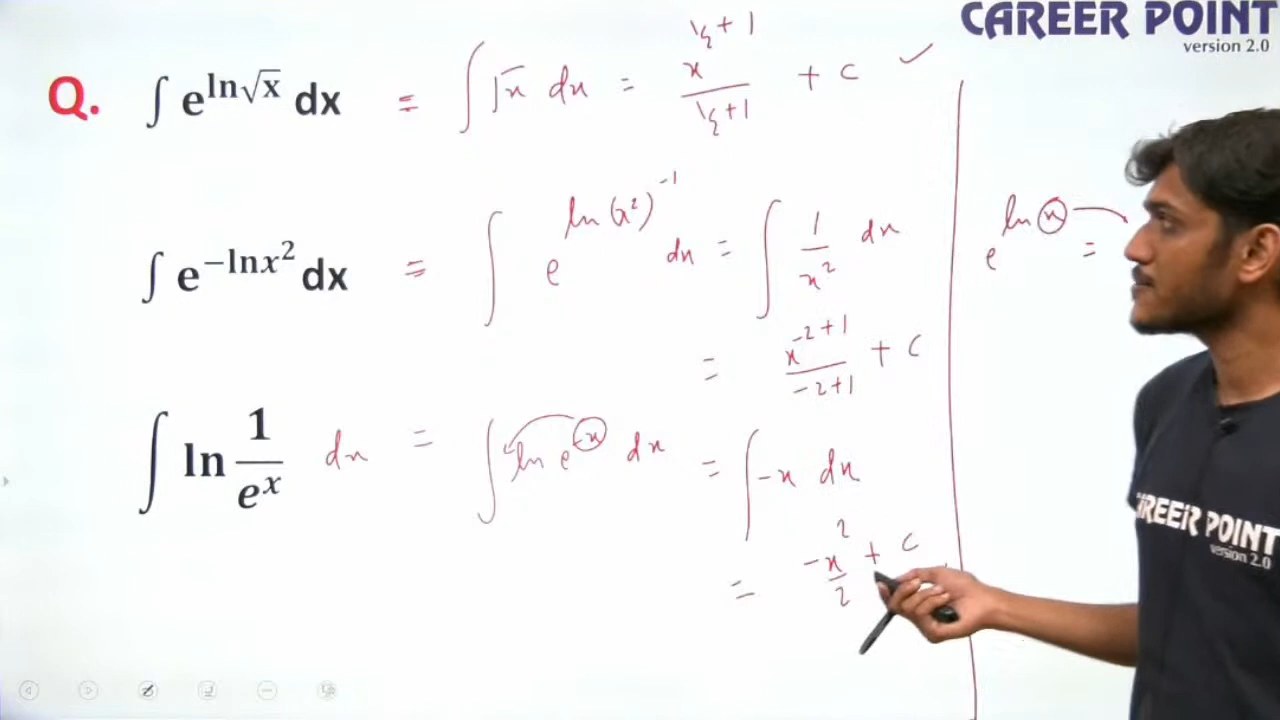 CAREER POINT
version 2.0
Q. ∫ e^{ln√x} dx = ∫ √x dx = x^{1/2+1} / (1/2+1) + c ✓
∫ e^{-lnx²} dx = ∫ e^{ln(x²)^{-1}} dx = ∫ 1/x² dx
= x^{-2+1} / (-2+1) + c
e^{ln x} =
∫ ln 1/e^x dx = ∫ ln e^{-x} dx = ∫ -x dx
= -x²/2 + c
CAREER POINT
version 2.0